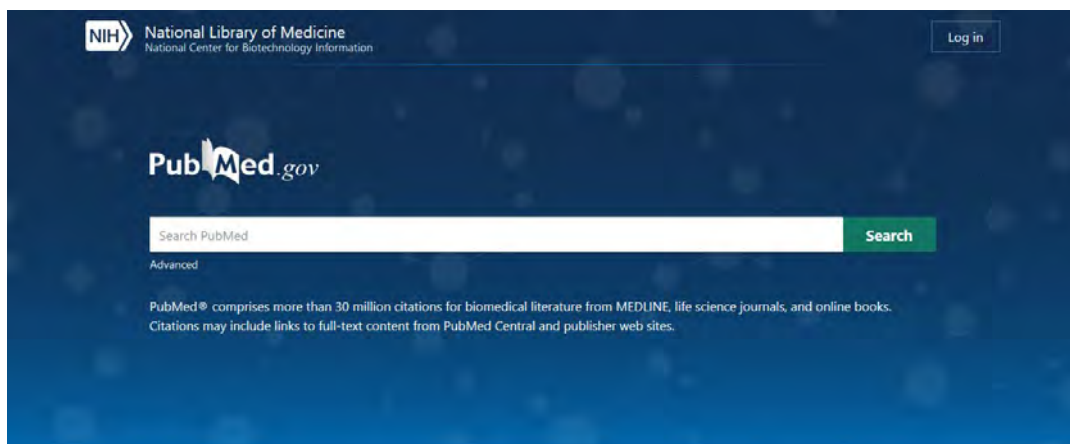 NIH
National Library of Medicine
National Center for Biotechnology Information
Log in
PubMed.gov
Search PubMed
Search
Advanced
PubMed® comprises more than 30 million citations for biomedical literature from MEDLINE, life science journals, and online books.
Citations may include links to full-text content from PubMed Central and publisher web sites.